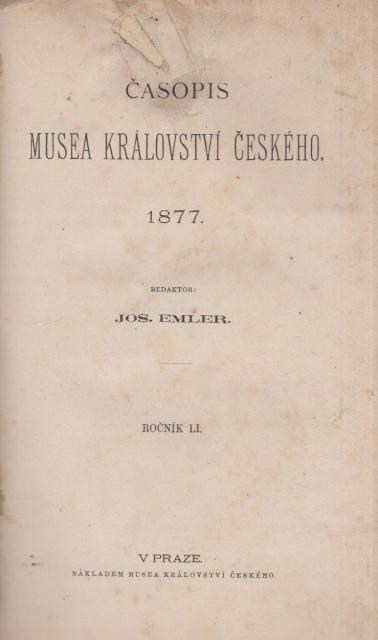 ČASOPIS
MUSEA KRÁLOVSTVÍ ČESKÉHO.
1877.
REDAKTOR:
JOS. EMLER.
ROČNÍK LI.
V PRAZE.
NÁKLADEM MUSEA KRÁLOVSTVÍ ČESKÉHO.